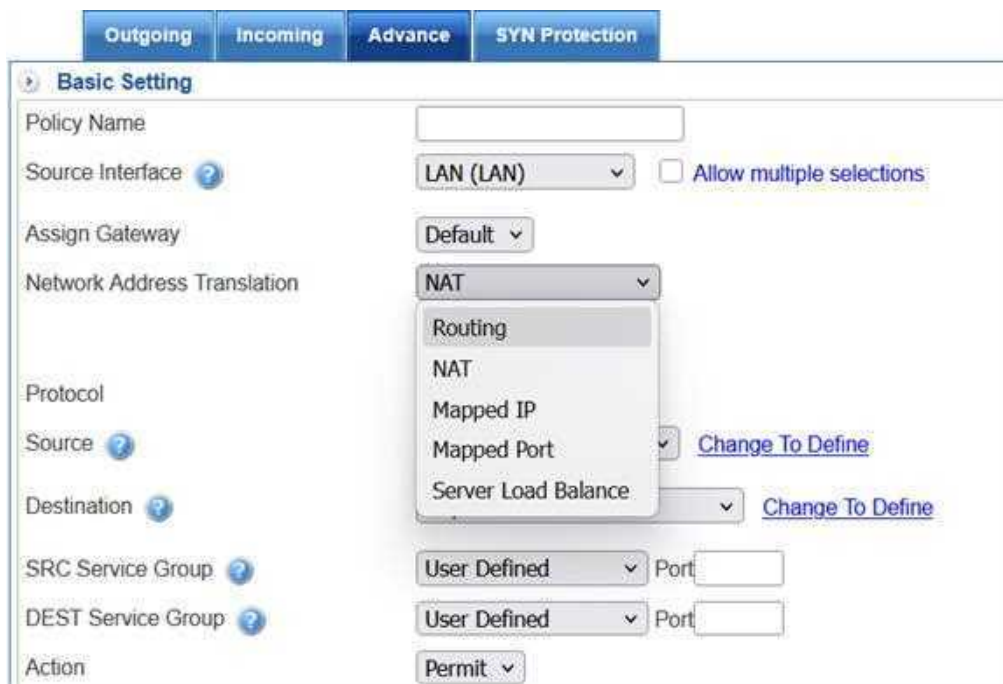 Outgoing Incoming Advance SYN Protection
Basic Setting
Policy Name
Source Interface ? LAN (LAN) Allow multiple selections
Assign Gateway Default
Network Address Translation NAT
Routing
NAT
Mapped IP
Protocol
Mapped Port
Source ? Change To Define
Server Load Balance
Destination ? Change To Define
SRC Service Group ? User Defined Port
DEST Service Group ? User Defined Port
Action Permit